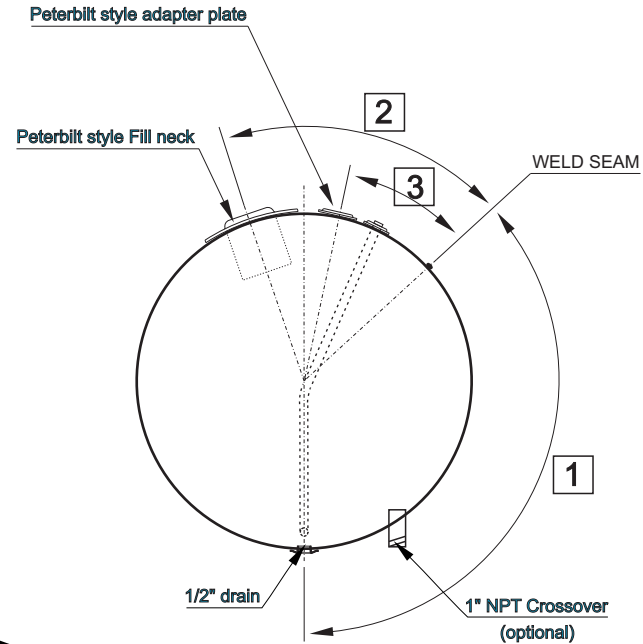 Peterbilt style adapter plate
2
Peterbilt style Fill neck
WELD SEAM
3
1
1/2" drain
1" NPT Crossover
(optional)